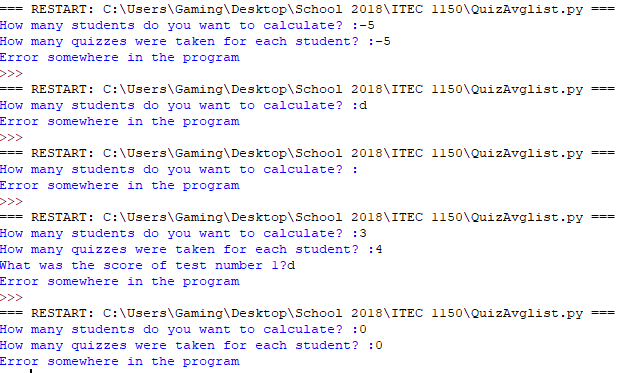 === RESTART: C:\Users\Gaming\Desktop\School 2018\ITEC 1150\QuizAvglist.py ===
How many students do you want to calculate? :-5
How many quizzes were taken for each student? :-5
Error somewhere in the program
>>>
=== RESTART: C:\Users\Gaming\Desktop\School 2018\ITEC 1150\QuizAvglist.py ===
How many students do you want to calculate? :d
Error somewhere in the program
>>>
=== RESTART: C:\Users\Gaming\Desktop\School 2018\ITEC 1150\QuizAvglist.py ===
How many students do you want to calculate? :
Error somewhere in the program
>>>
=== RESTART: C:\Users\Gaming\Desktop\School 2018\ITEC 1150\QuizAvglist.py ===
How many students do you want to calculate? :3
How many quizzes were taken for each student? :4
What was the score of test number 1?d
Error somewhere in the program
>>>
=== RESTART: C:\Users\Gaming\Desktop\School 2018\ITEC 1150\QuizAvglist.py ===
How many students do you want to calculate? :0
How many quizzes were taken for each student? :0
Error somewhere in the program